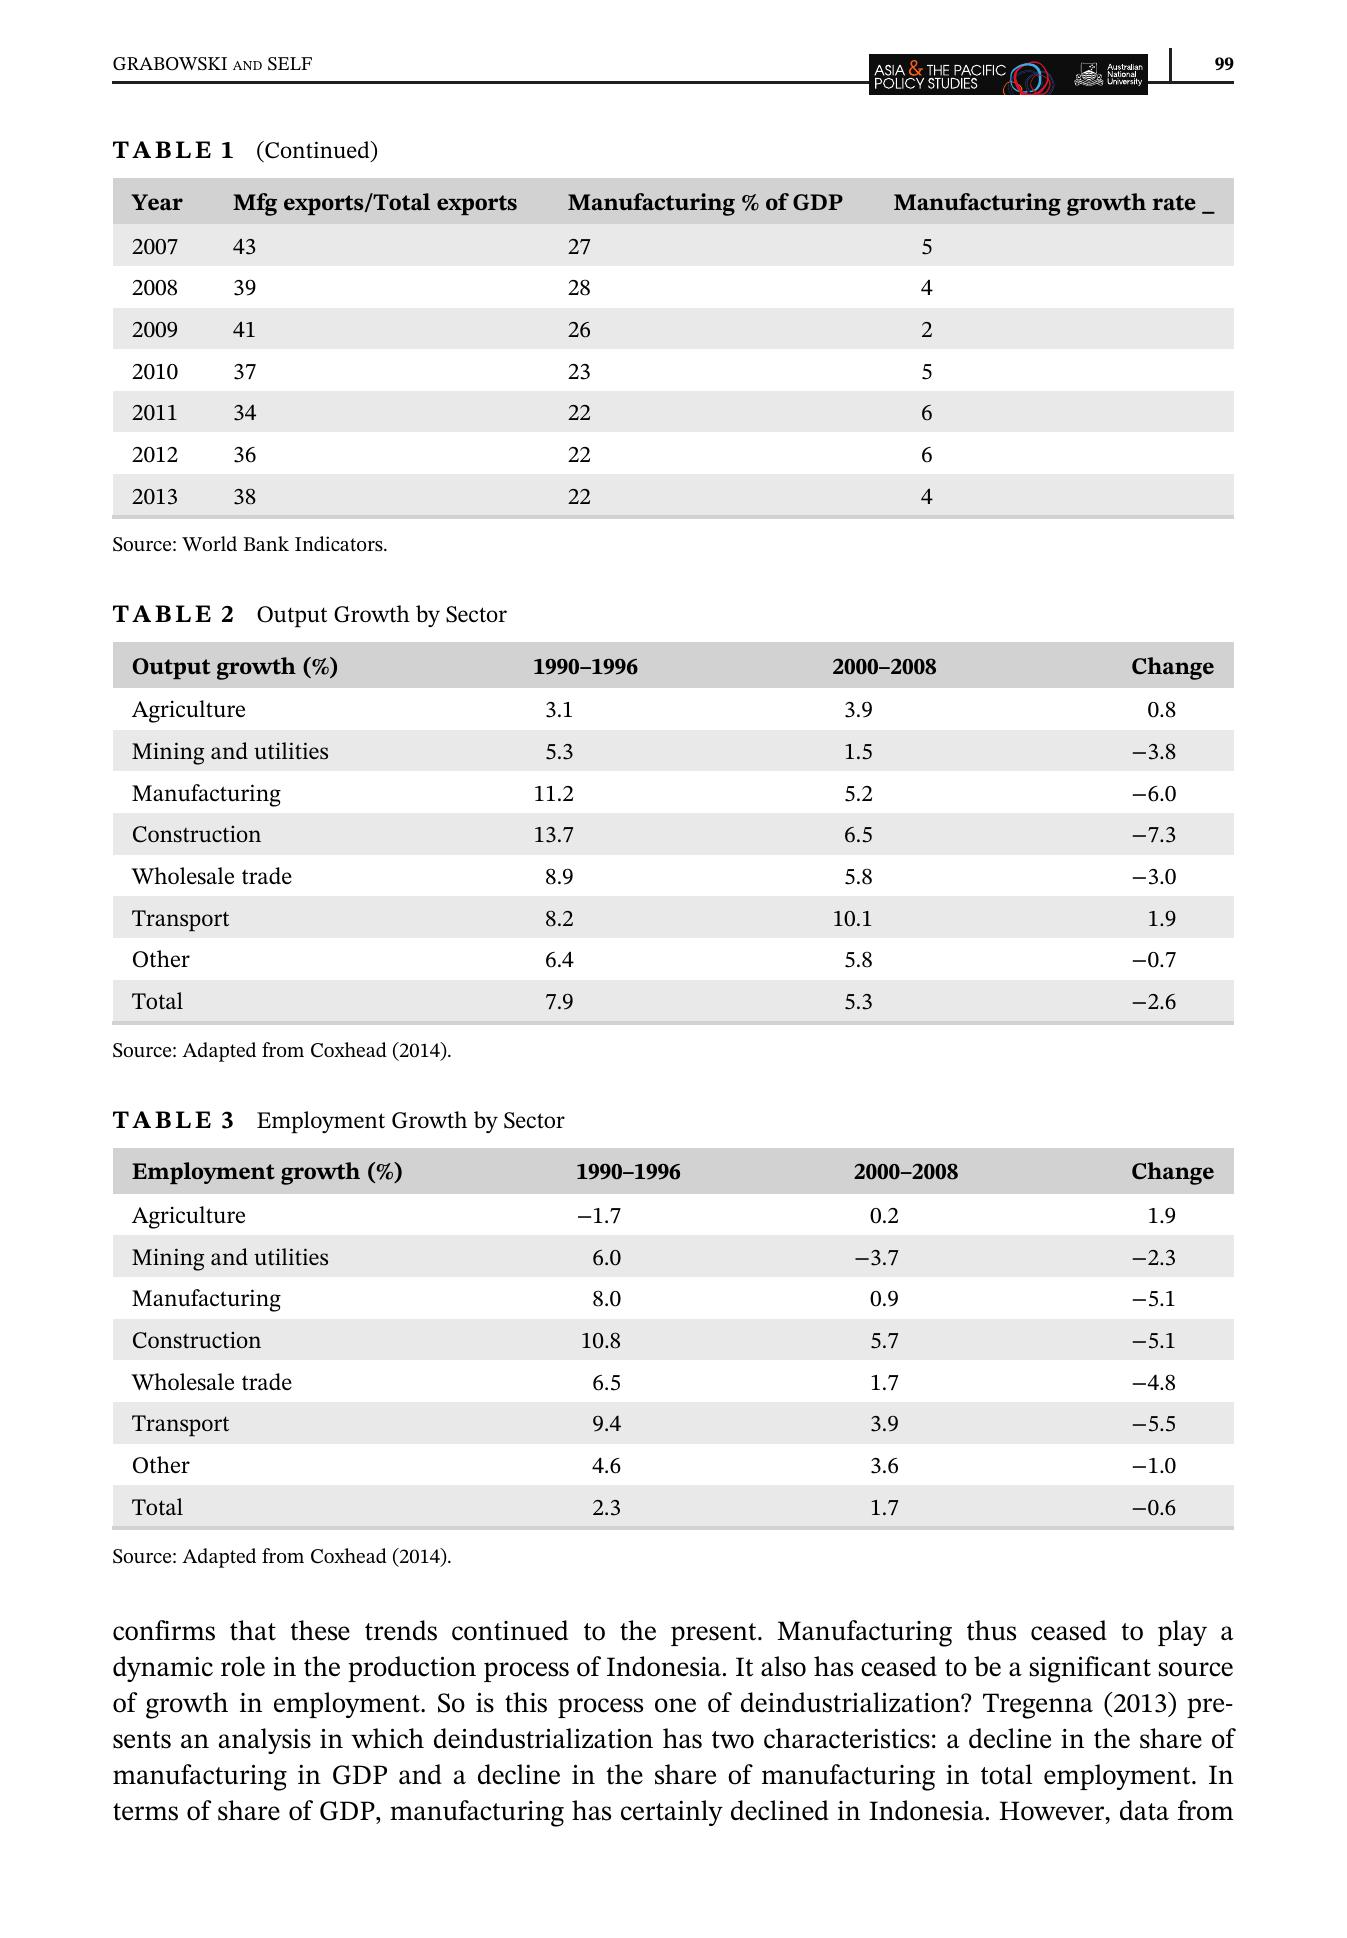 GRABOWSKI AND SELF
ASIA & THE PACIFIC
POLICY STUDIES
Australian
National
University
99
TABLE 1 (Continued)
Year Mfg exports/Total exports Manufacturing % of GDP Manufacturing growth rate _
2007 43 27 5
2008 39 28 4
2009 41 26 2
2010 37 23 5
2011 34 22 6
2012 36 22 6
2013 38 22 4
Source: World Bank Indicators.
TABLE 2 Output Growth by Sector
Output growth (%) 1990–1996 2000–2008 Change
Agriculture 3.1 3.9 0.8
Mining and utilities 5.3 1.5 −3.8
Manufacturing 11.2 5.2 −6.0
Construction 13.7 6.5 −7.3
Wholesale trade 8.9 5.8 −3.0
Transport 8.2 10.1 1.9
Other 6.4 5.8 −0.7
Total 7.9 5.3 −2.6
Source: Adapted from Coxhead (2014).
TABLE 3 Employment Growth by Sector
Employment growth (%) 1990–1996 2000–2008 Change
Agriculture −1.7 0.2 1.9
Mining and utilities 6.0 −3.7 −2.3
Manufacturing 8.0 0.9 −5.1
Construction 10.8 5.7 −5.1
Wholesale trade 6.5 1.7 −4.8
Transport 9.4 3.9 −5.5
Other 4.6 3.6 −1.0
Total 2.3 1.7 −0.6
Source: Adapted from Coxhead (2014).
confirms that these trends continued to the present. Manufacturing thus ceased to play a
dynamic role in the production process of Indonesia. It also has ceased to be a significant source
of growth in employment. So is this process one of deindustrialization? Tregenna (2013) pre-
sents an analysis in which deindustrialization has two characteristics: a decline in the share of
manufacturing in GDP and a decline in the share of manufacturing in total employment. In
terms of share of GDP, manufacturing has certainly declined in Indonesia. However, data from